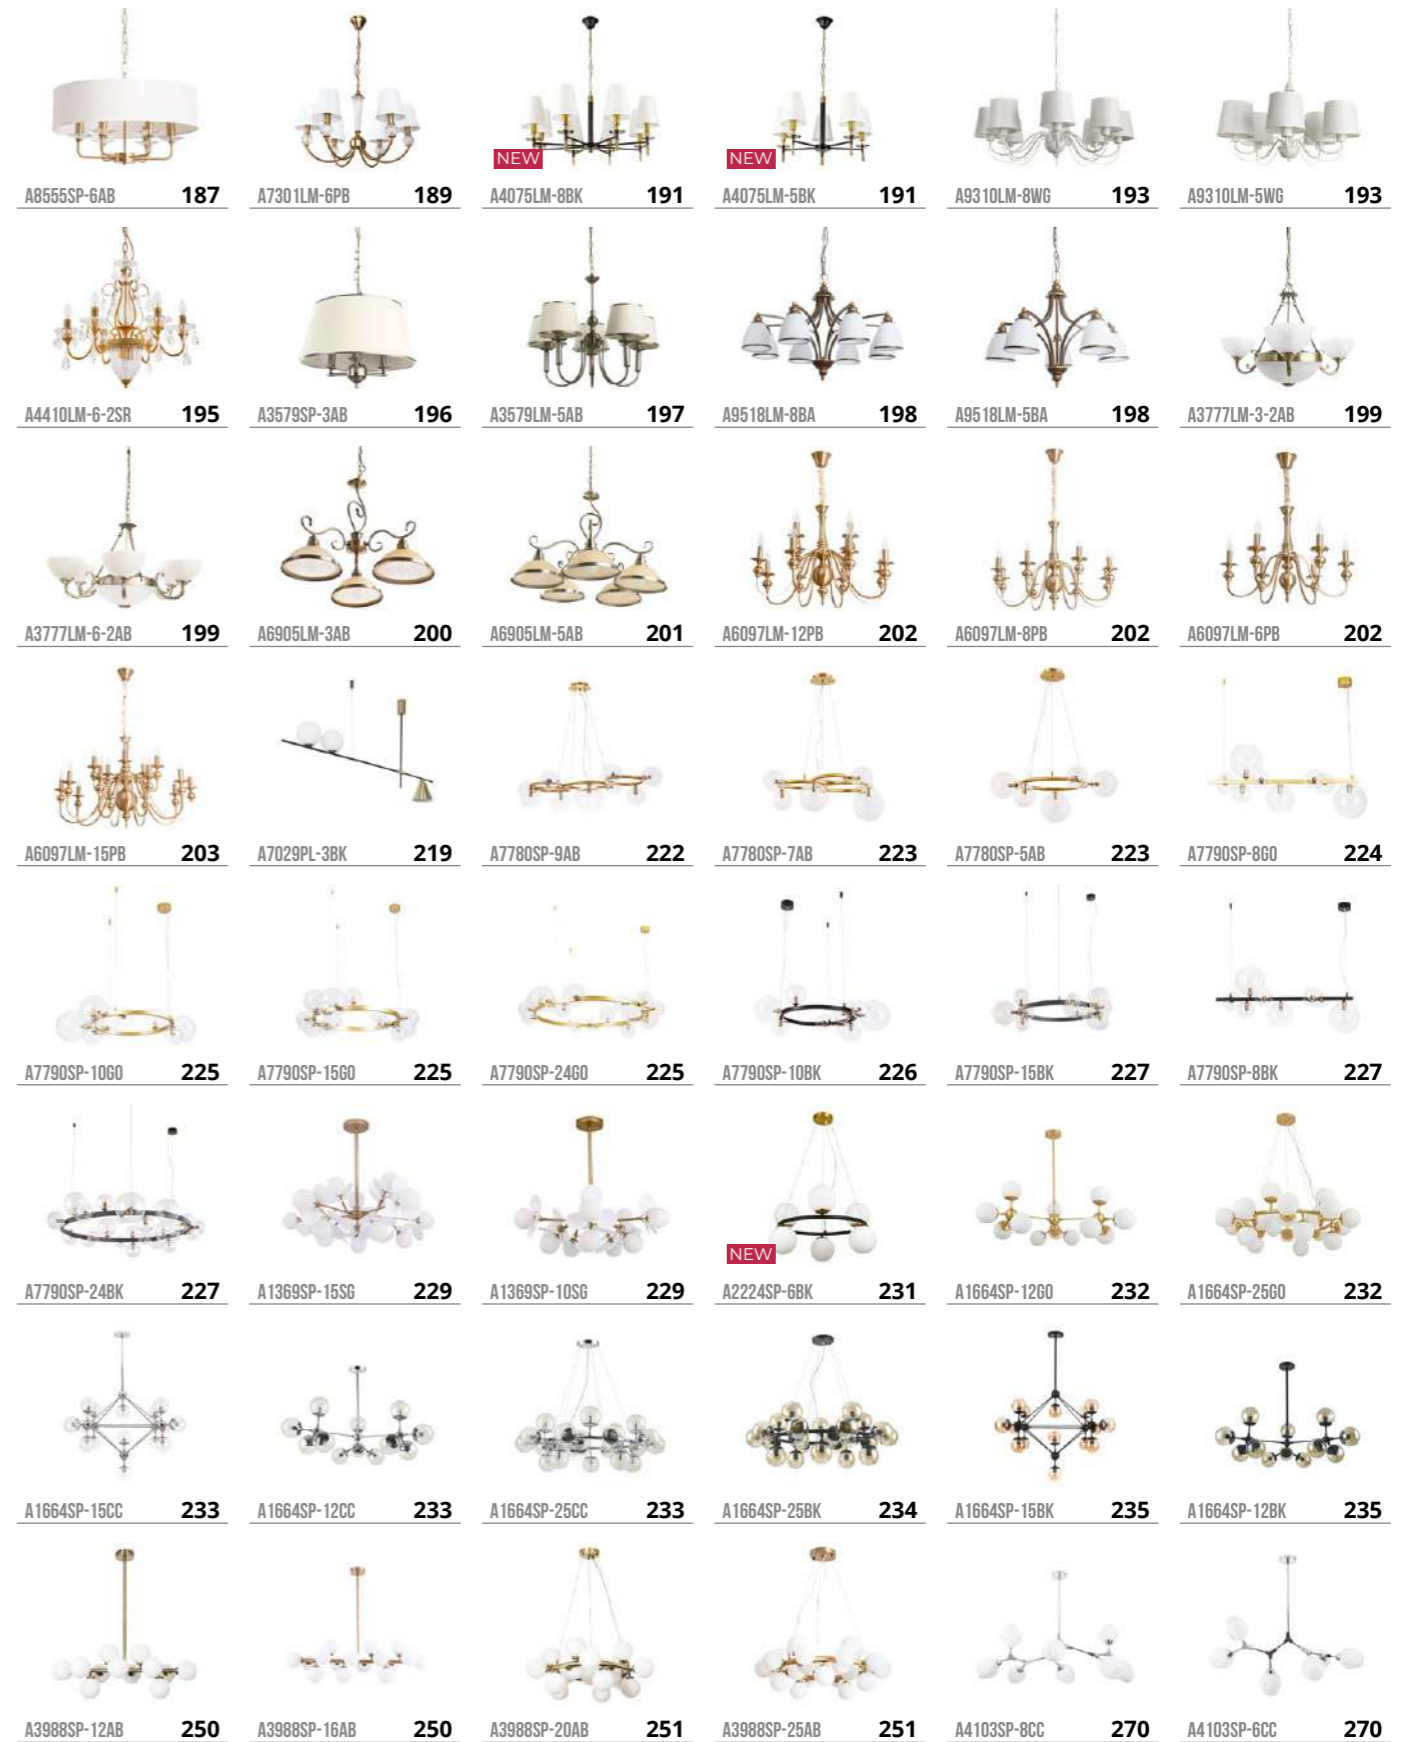 NEW
NEW
A8555SP-6AB 187
A7301LM-6PB 189
A4075LM-8BK 191
A4075LM-5BK 191
A9310LM-8WG 193
A9310LM-5WG 193
A4410LM-6-2SR 195
A3579SP-3AB 196
A3579LM-5AB 197
A9518LM-8BA 198
A9518LM-5BA 198
A3777LM-3-2AB 199
A3777LM-6-2AB 199
A6905LM-3AB 200
A6905LM-5AB 201
A6097LM-12PB 202
A6097LM-8PB 202
A6097LM-6PB 202
A6097LM-15PB 203
A7029PL-3BK 219
A7780SP-9AB 222
A7780SP-7AB 223
A7780SP-5AB 223
A7790SP-8GO 224
A7790SP-10GO 225
A7790SP-15GO 225
A7790SP-24GO 225
A7790SP-10BK 226
A7790SP-15BK 227
A7790SP-8BK 227
NEW
A7790SP-24BK 227
A1369SP-15SG 229
A1369SP-10SG 229
A2224SP-6BK 231
A1664SP-12GO 232
A1664SP-25GO 232
A1664SP-15CC 233
A1664SP-12CC 233
A1664SP-25CC 233
A1664SP-25BK 234
A1664SP-15BK 235
A1664SP-12BK 235
A3988SP-12AB 250
A3988SP-16AB 250
A3988SP-20AB 251
A3988SP-25AB 251
A4103SP-8CC 270
A4103SP-6CC 270